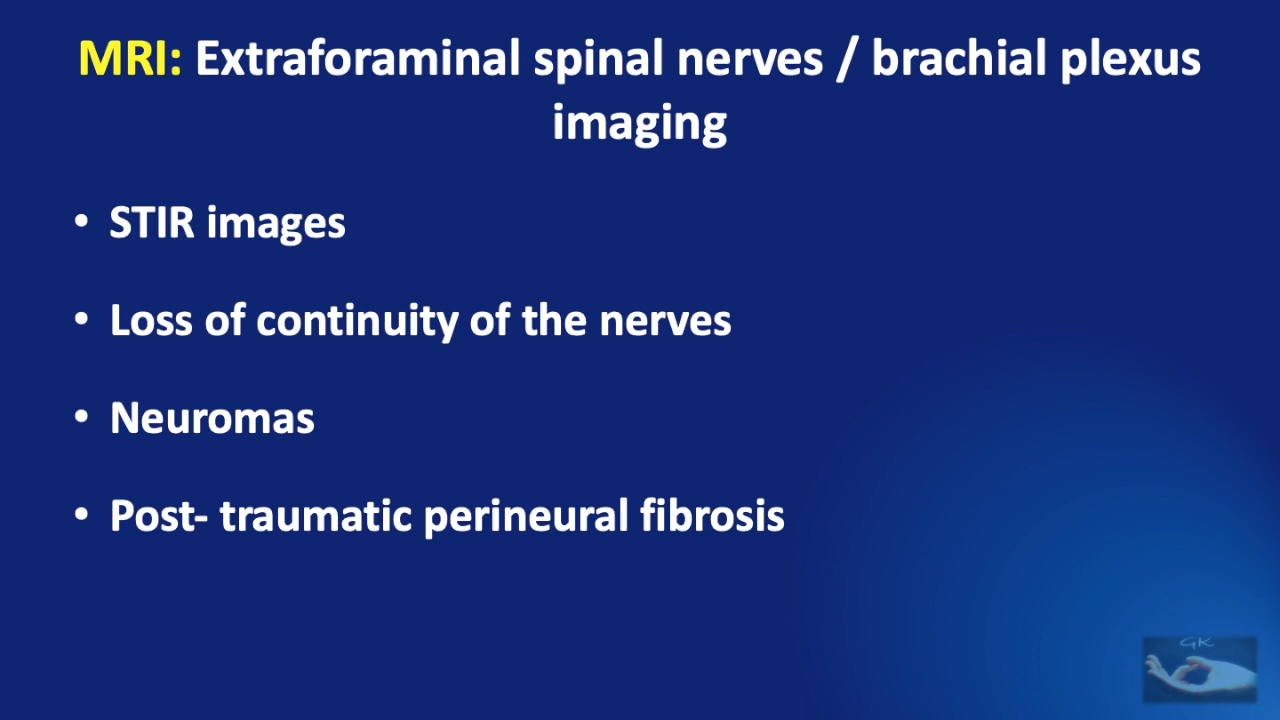 MRI: Extraforaminal spinal nerves / brachial plexus
imaging
• STIR images
• Loss of continuity of the nerves
• Neuromas
• Post- traumatic perineural fibrosis
GK